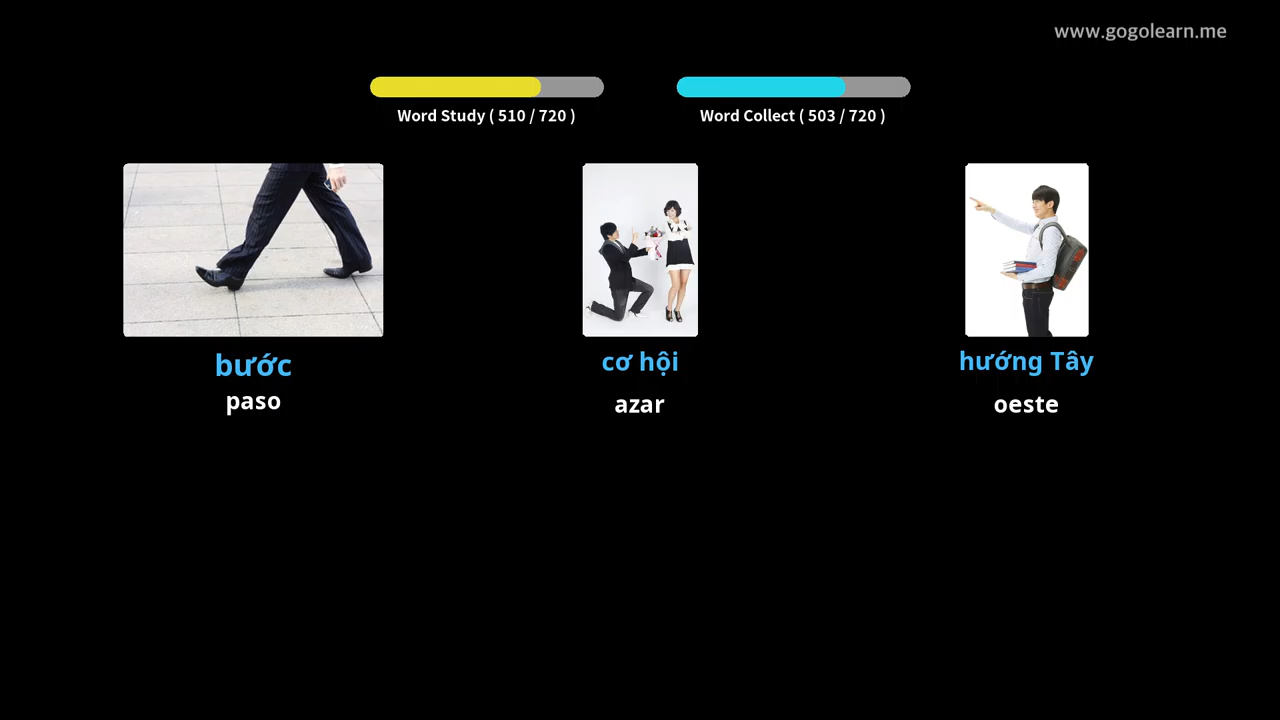 www.gogolearn.me
Word Study ( 510 / 720 )
Word Collect ( 503 / 720 )
bước
cơ hội
hướng Tây
paso
azar
oeste